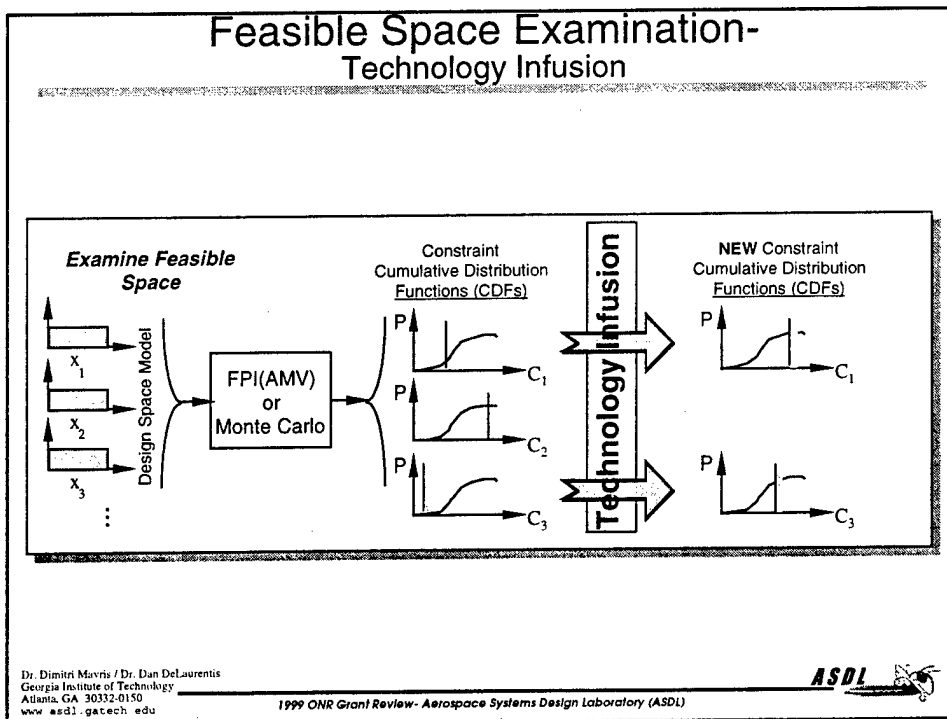 Feasible Space Examination-
Technology Infusion
Examine Feasible
Space
X1
X2
X3
⋮
Design Space Model
FPI(AMV)
or
Monte Carlo
Constraint
Cumulative Distribution
Functions (CDFs)
P
C1
P
C2
P
C3
Technology Infusion
NEW Constraint
Cumulative Distribution
Functions (CDFs)
P
C1
P
C3
Dr. Dimitri Mavris / Dr. Dan DeLaurentis
Georgia Institute of Technology
Atlanta, GA 30332-0150
www asdl.gatech edu
1999 ONR Grant Review- Aerospace Systems Design Laboratory (ASDL)
ASDL